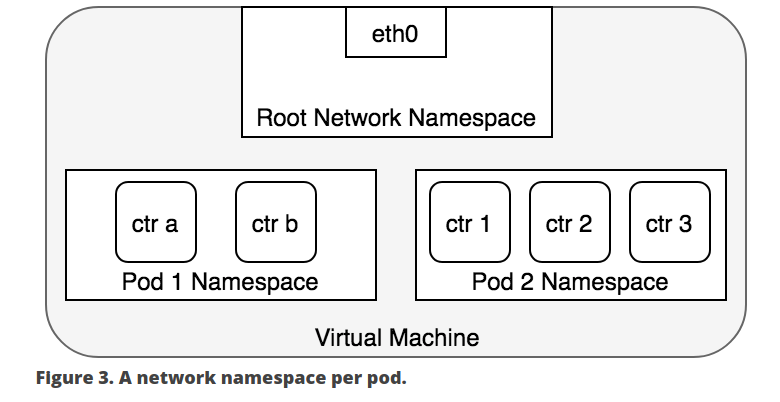 eth0
Root Network Namespace
ctr a
ctr b
Pod 1 Namespace
ctr 1
ctr 2
ctr 3
Pod 2 Namespace
Virtual Machine
Figure 3. A network namespace per pod.